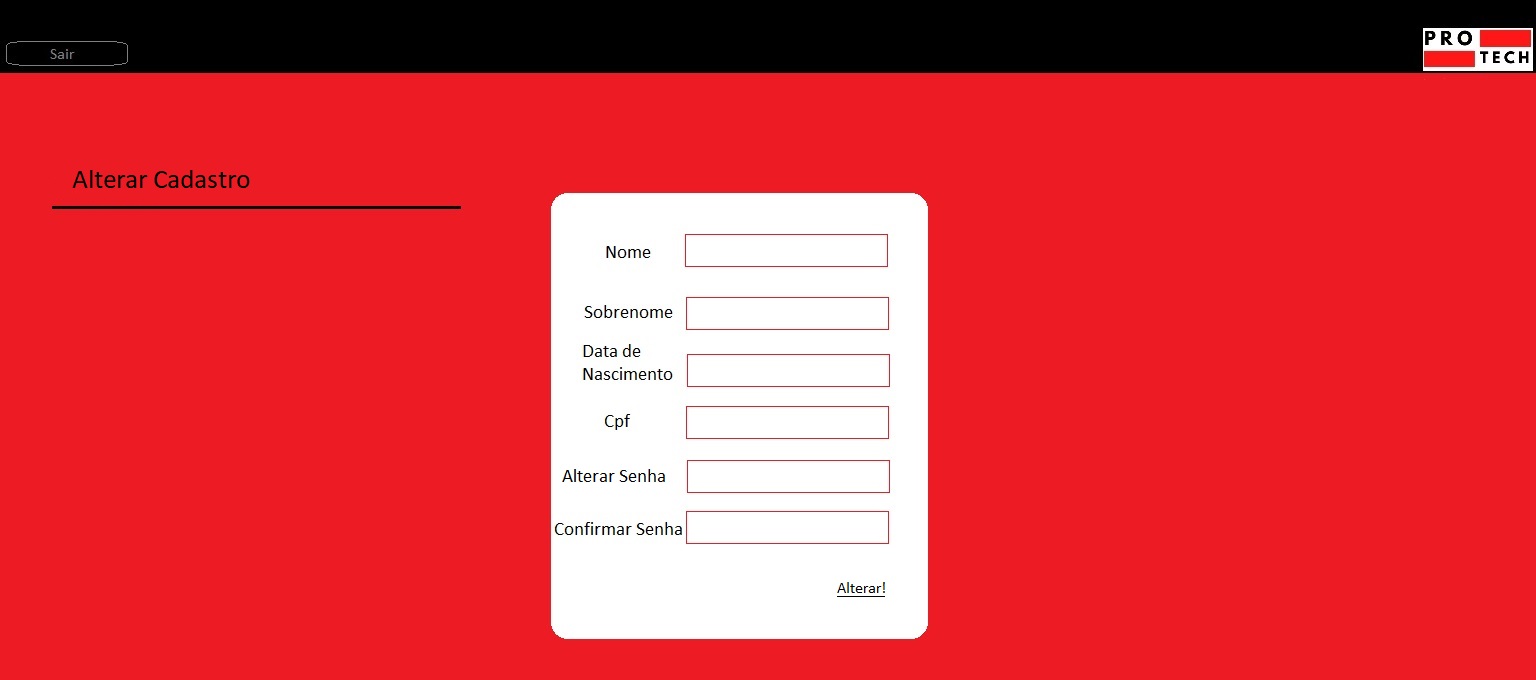 Sair
PRO
TECH
Alterar Cadastro
Nome
Sobrenome
Data de
Nascimento
Cpf
Alterar Senha
Confirmar Senha
Alterar!